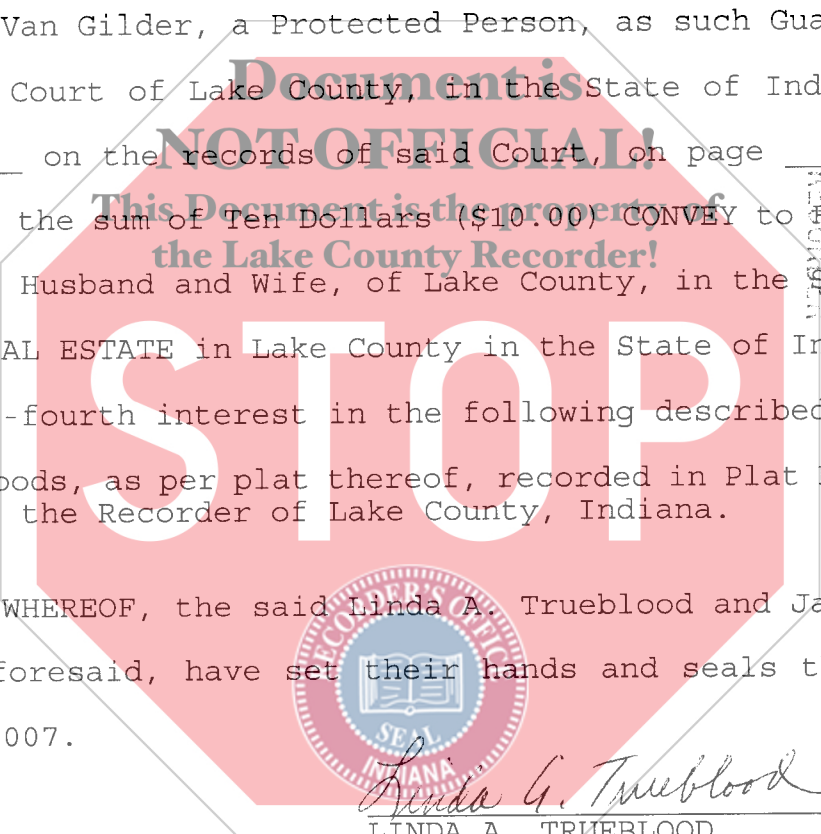 Van Gilder, a Protected Person, as such Gua
Document is
Court of Lake County, in the State of Ind
NOT OFFICIAL!
on the records of said Court, on page
This Document is the property of
the sum of Ten Dollars ($10.00) CONVEY to
the Lake County Recorder!
Husband and Wife, of Lake County, in the S
AL ESTATE in Lake County in the State of In
STOP
-fourth interest in the following described
oods, as per plat thereof, recorded in Plat
the Recorder of Lake County, Indiana.
WHEREOF, the said Linda A. Trueblood and Ja
RECORDER'S OFFICE
foresaid, have set their hands and seals t
SEAL
007.
INDIANA
Linda A. Trueblood
LINDA A. TRUEBLOOD